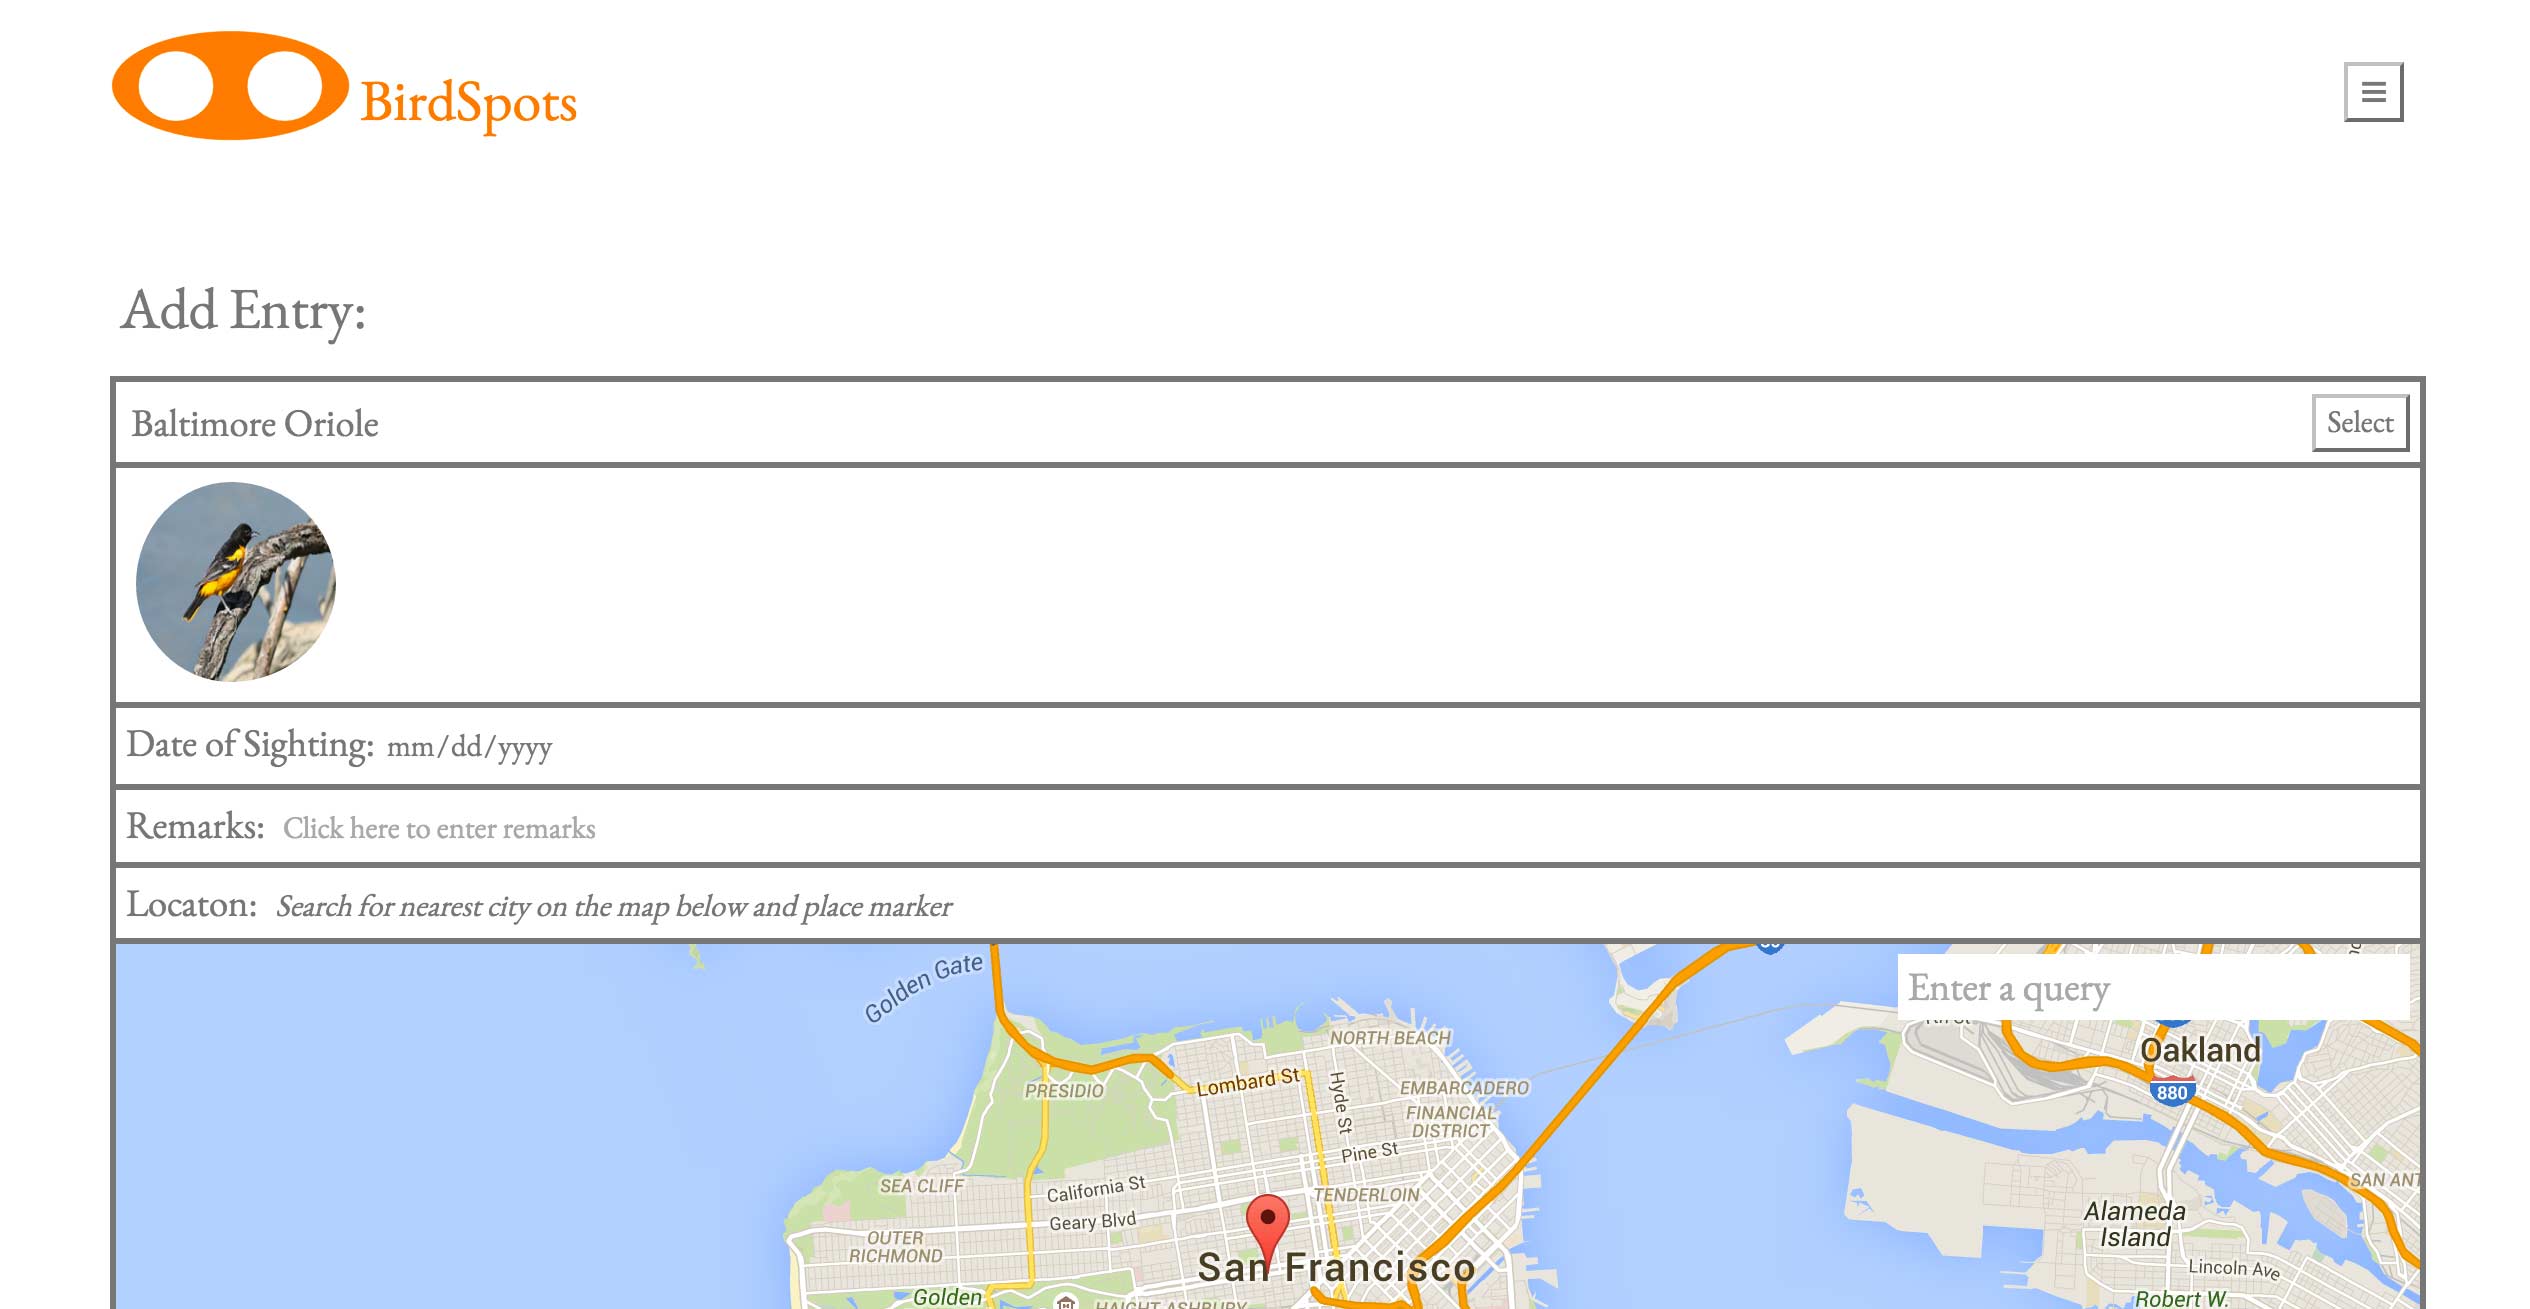 BirdSpots
Add Entry:
Baltimore Oriole
Select
Date of Sighting: mm/dd/yyyy
Remarks: Click here to enter remarks
Locaton: Search for nearest city on the map below and place marker
Golden Gate
Enter a query
NORTH BEACH
Oakland
Lombard St
Hyde St
PRESIDIO
EMBARCADERO
880
FINANCIAL
DISTRICT
Pine St
SEA CLIFF
California St
TENDERLOIN
SAN ANT
Geary Blvd
Alameda
Island
OUTER
RICHMOND
San Francisco
Lincoln Ave
Golden
HAIGHT-ASHBURY
Robert W.